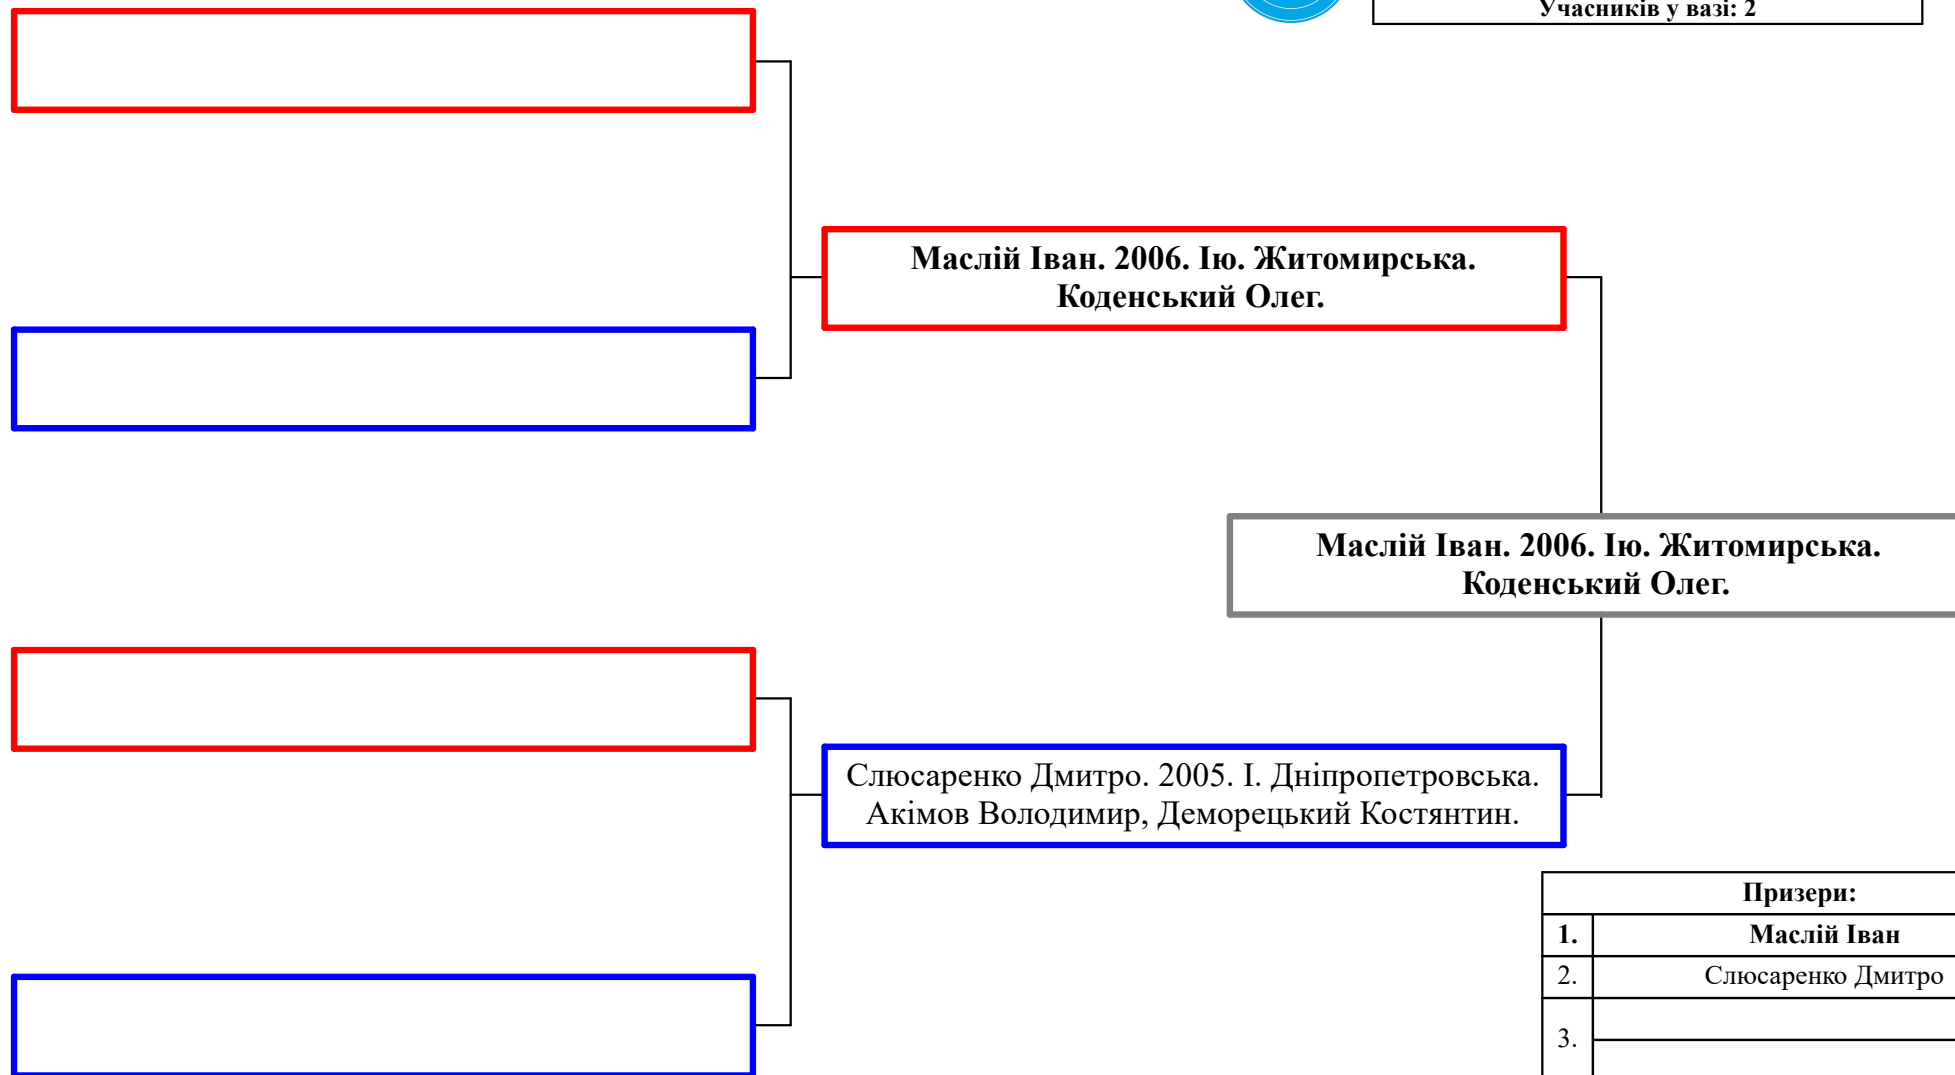 Учасників у вазі: 2
Маслій Іван. 2006. Ію. Житомирська.
Коденський Олег.
Маслій Іван. 2006. Ію. Житомирська.
Коденський Олег.
Слюсаренко Дмитро. 2005. І. Дніпропетровська.
Акімов Володимир, Деморецький Костянтин.
Призери:
1. Маслій Іван
2. Слюсаренко Дмитро
3.